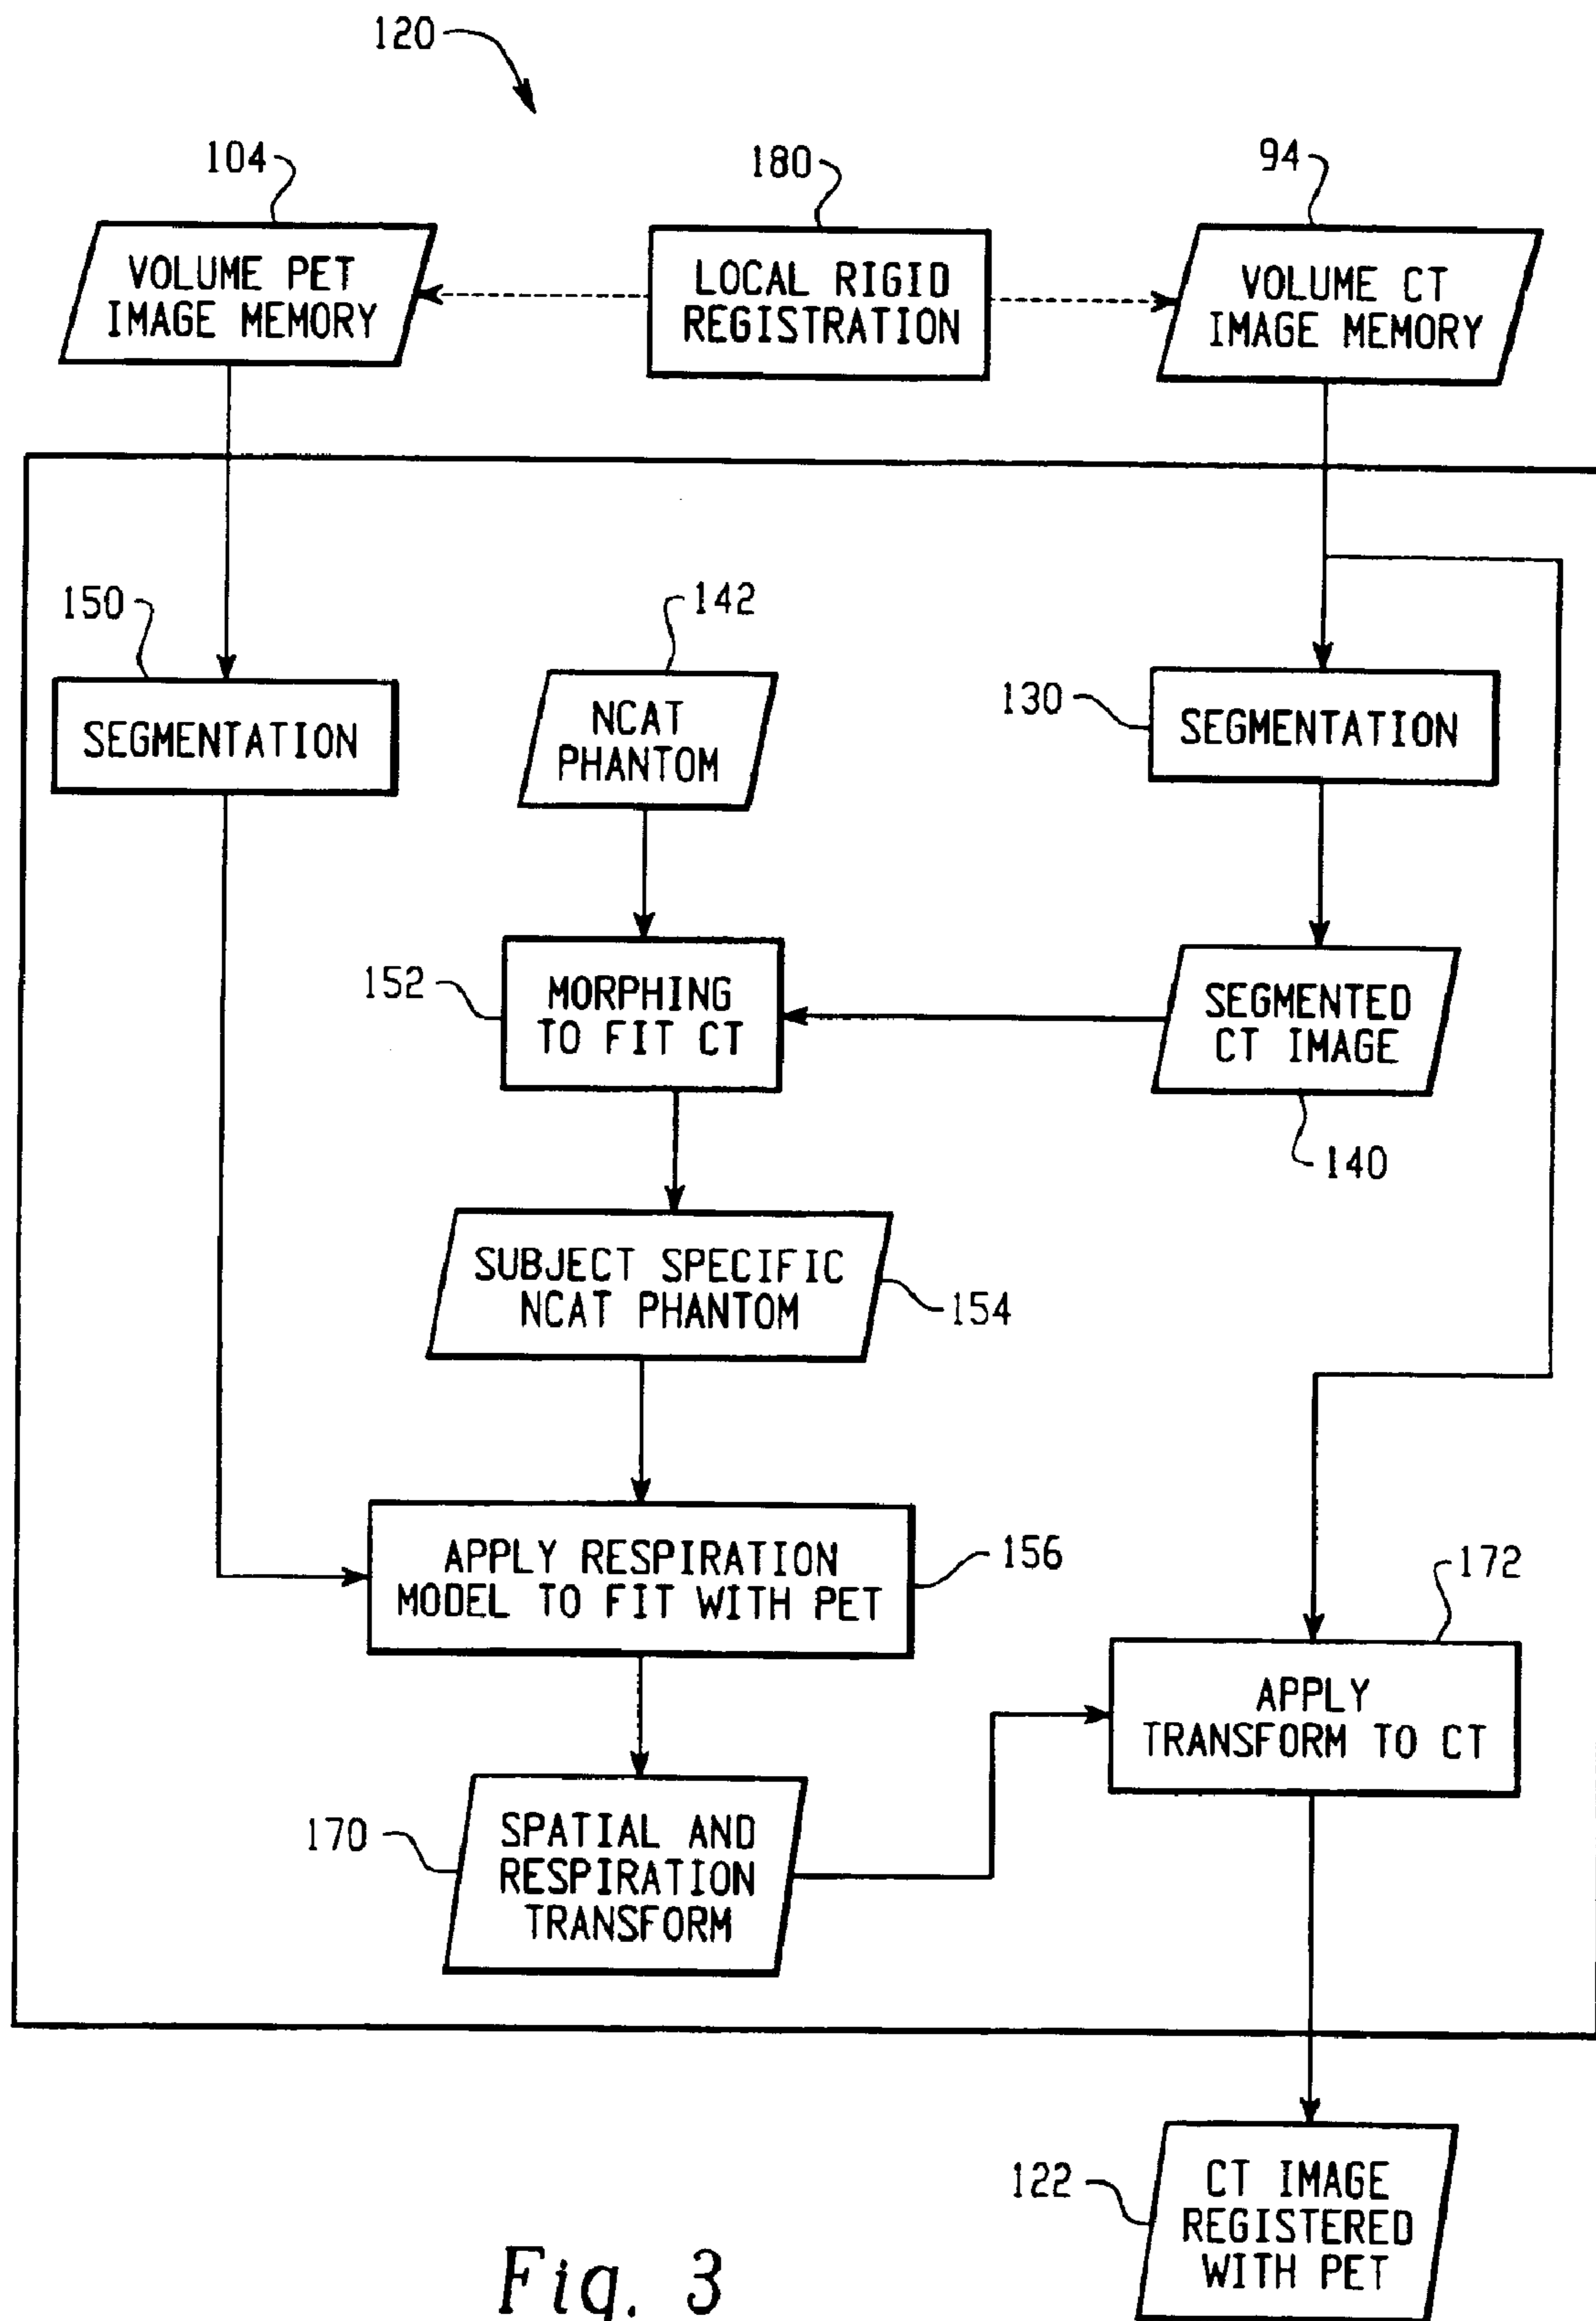 120
104
180
94
VOLUME PET
IMAGE MEMORY
LOCAL RIGID
REGISTRATION
VOLUME CT
IMAGE MEMORY
150
142
130
SEGMENTATION
NCAT
PHANTOM
SEGMENTATION
152
MORPHING
TO FIT CT
SEGMENTED
CT IMAGE
140
SUBJECT SPECIFIC
NCAT PHANTOM
154
APPLY RESPIRATION
MODEL TO FIT WITH PET
156
172
APPLY
TRANSFORM TO CT
170
SPATIAL AND
RESPIRATION
TRANSFORM
122
CT IMAGE
REGISTERED
WITH PET
Fig. 3